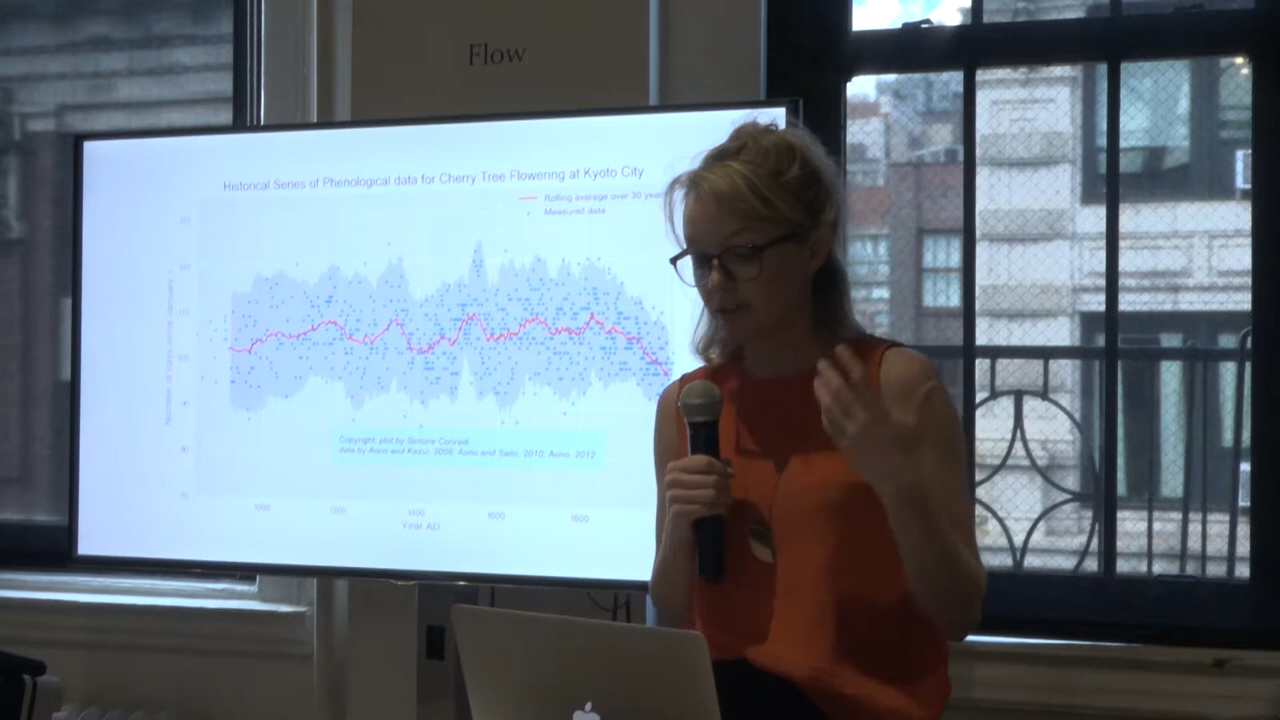 Flow
Historical Series of Phenological data for Cherry Tree Flowering at Kyoto City
Rolling average over 30 year
Measured data
Copyright: plot by Simone Conradi
data by Aono and Kazui, 2008; Aono and Saito, 2010; Aono, 2012
1000 1200 1400 1600 1800
Year AD